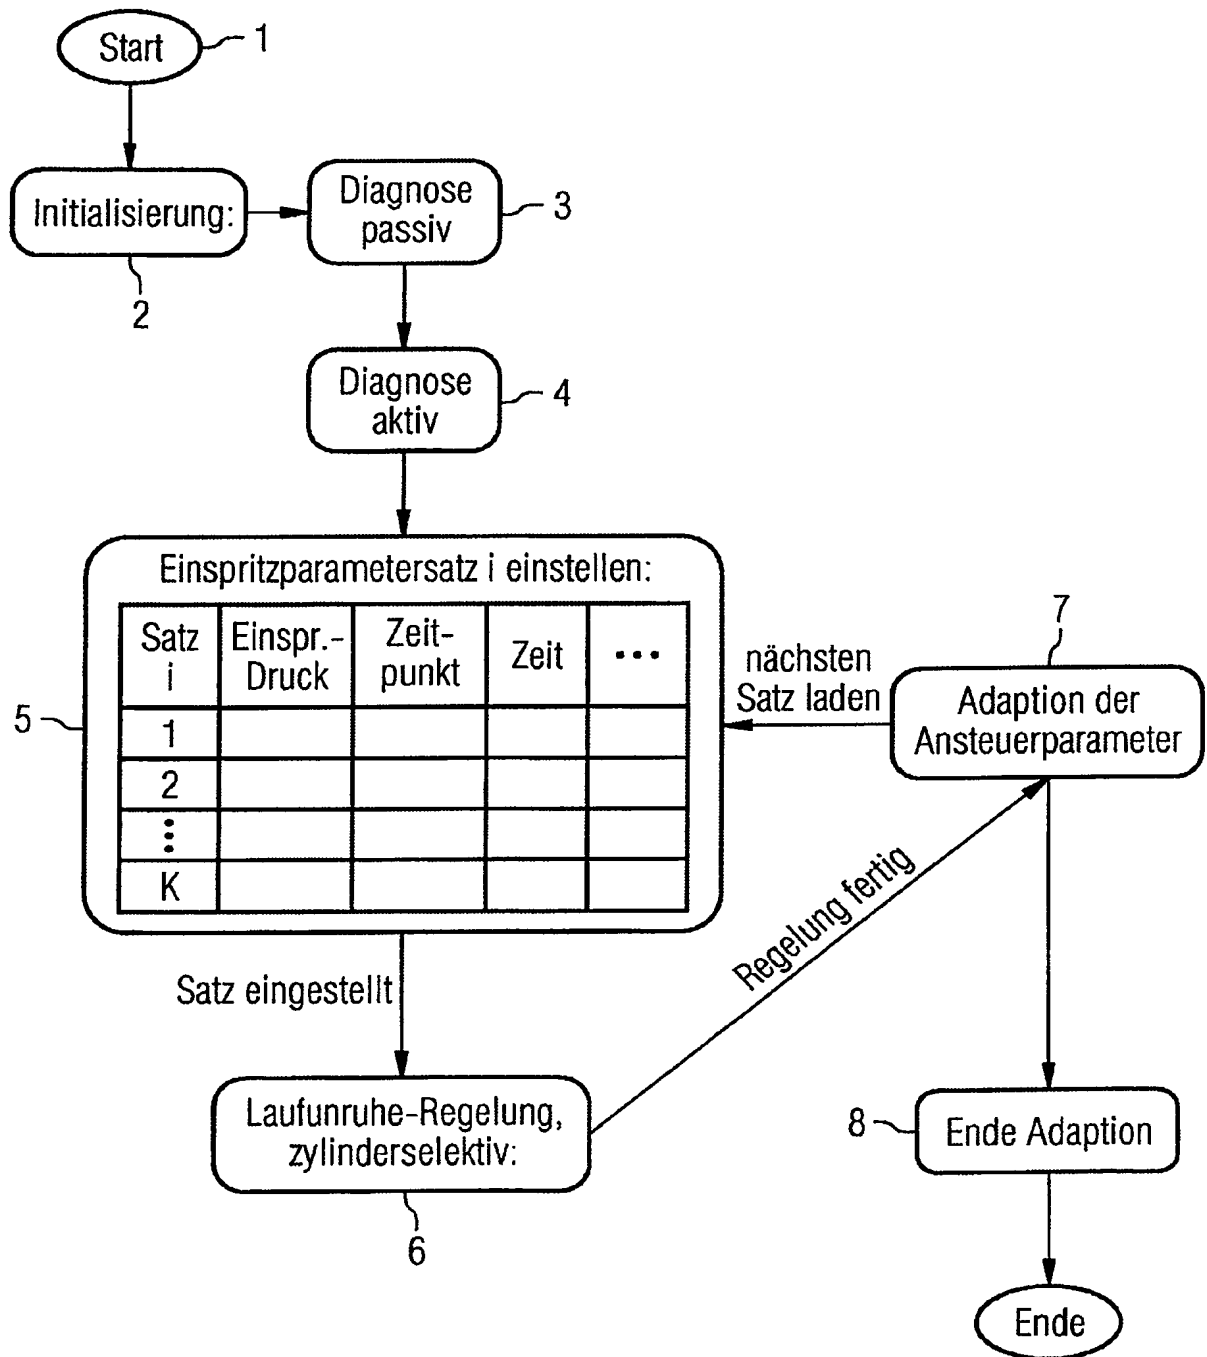 Start
1
Initialisierung:
2
Diagnose
passiv
3
Diagnose
aktiv
4
Einspritzparametersatz i einstellen:
Satz
i
Einspr.-
Druck
Zeit-
punkt
Zeit
•••
1
2
⋮
K
5
nächsten
Satz laden
7
Adaption der
Ansteuerparameter
Satz eingestellt
Regelung fertig
Laufunruhe-Regelung,
zylinderselektiv:
6
8
Ende Adaption
Ende